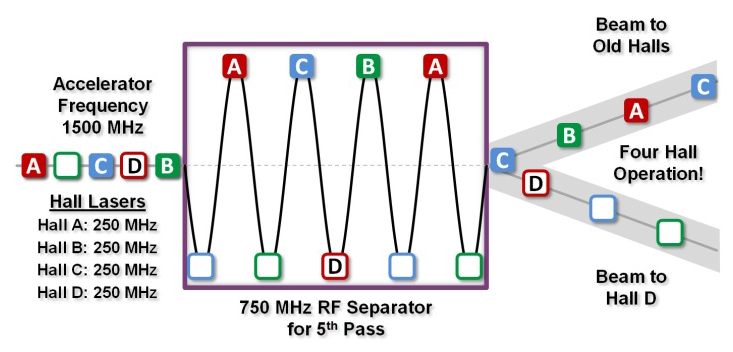 Beam to
Old Halls
Accelerator
Frequency
1500 MHz
A C B A
A C D B
C B A C
D
D
Four Hall
Operation!
Hall Lasers
Hall A: 250 MHz
Hall B: 250 MHz
Hall C: 250 MHz
Hall D: 250 MHz
750 MHz RF Separator
for 5th Pass
Beam to
Hall D